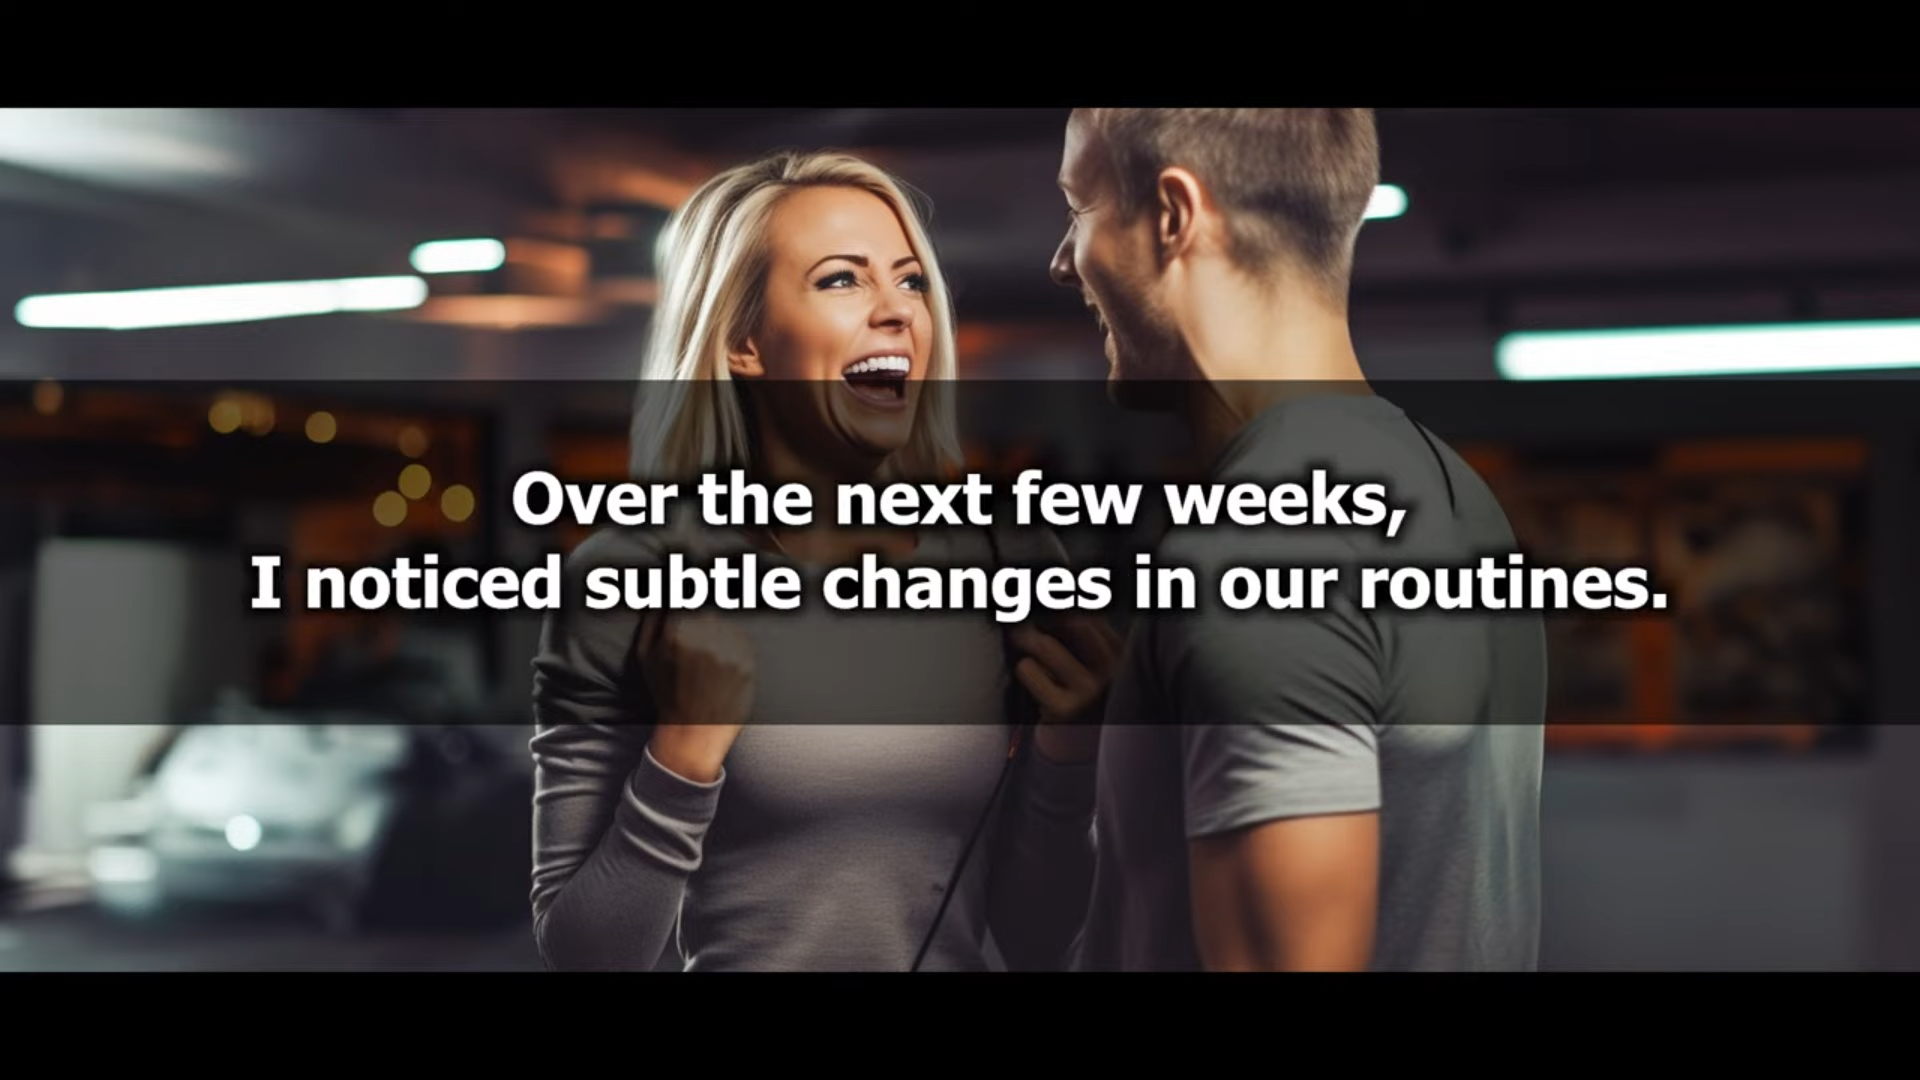 Over the next few weeks,
I noticed subtle changes in our routines.